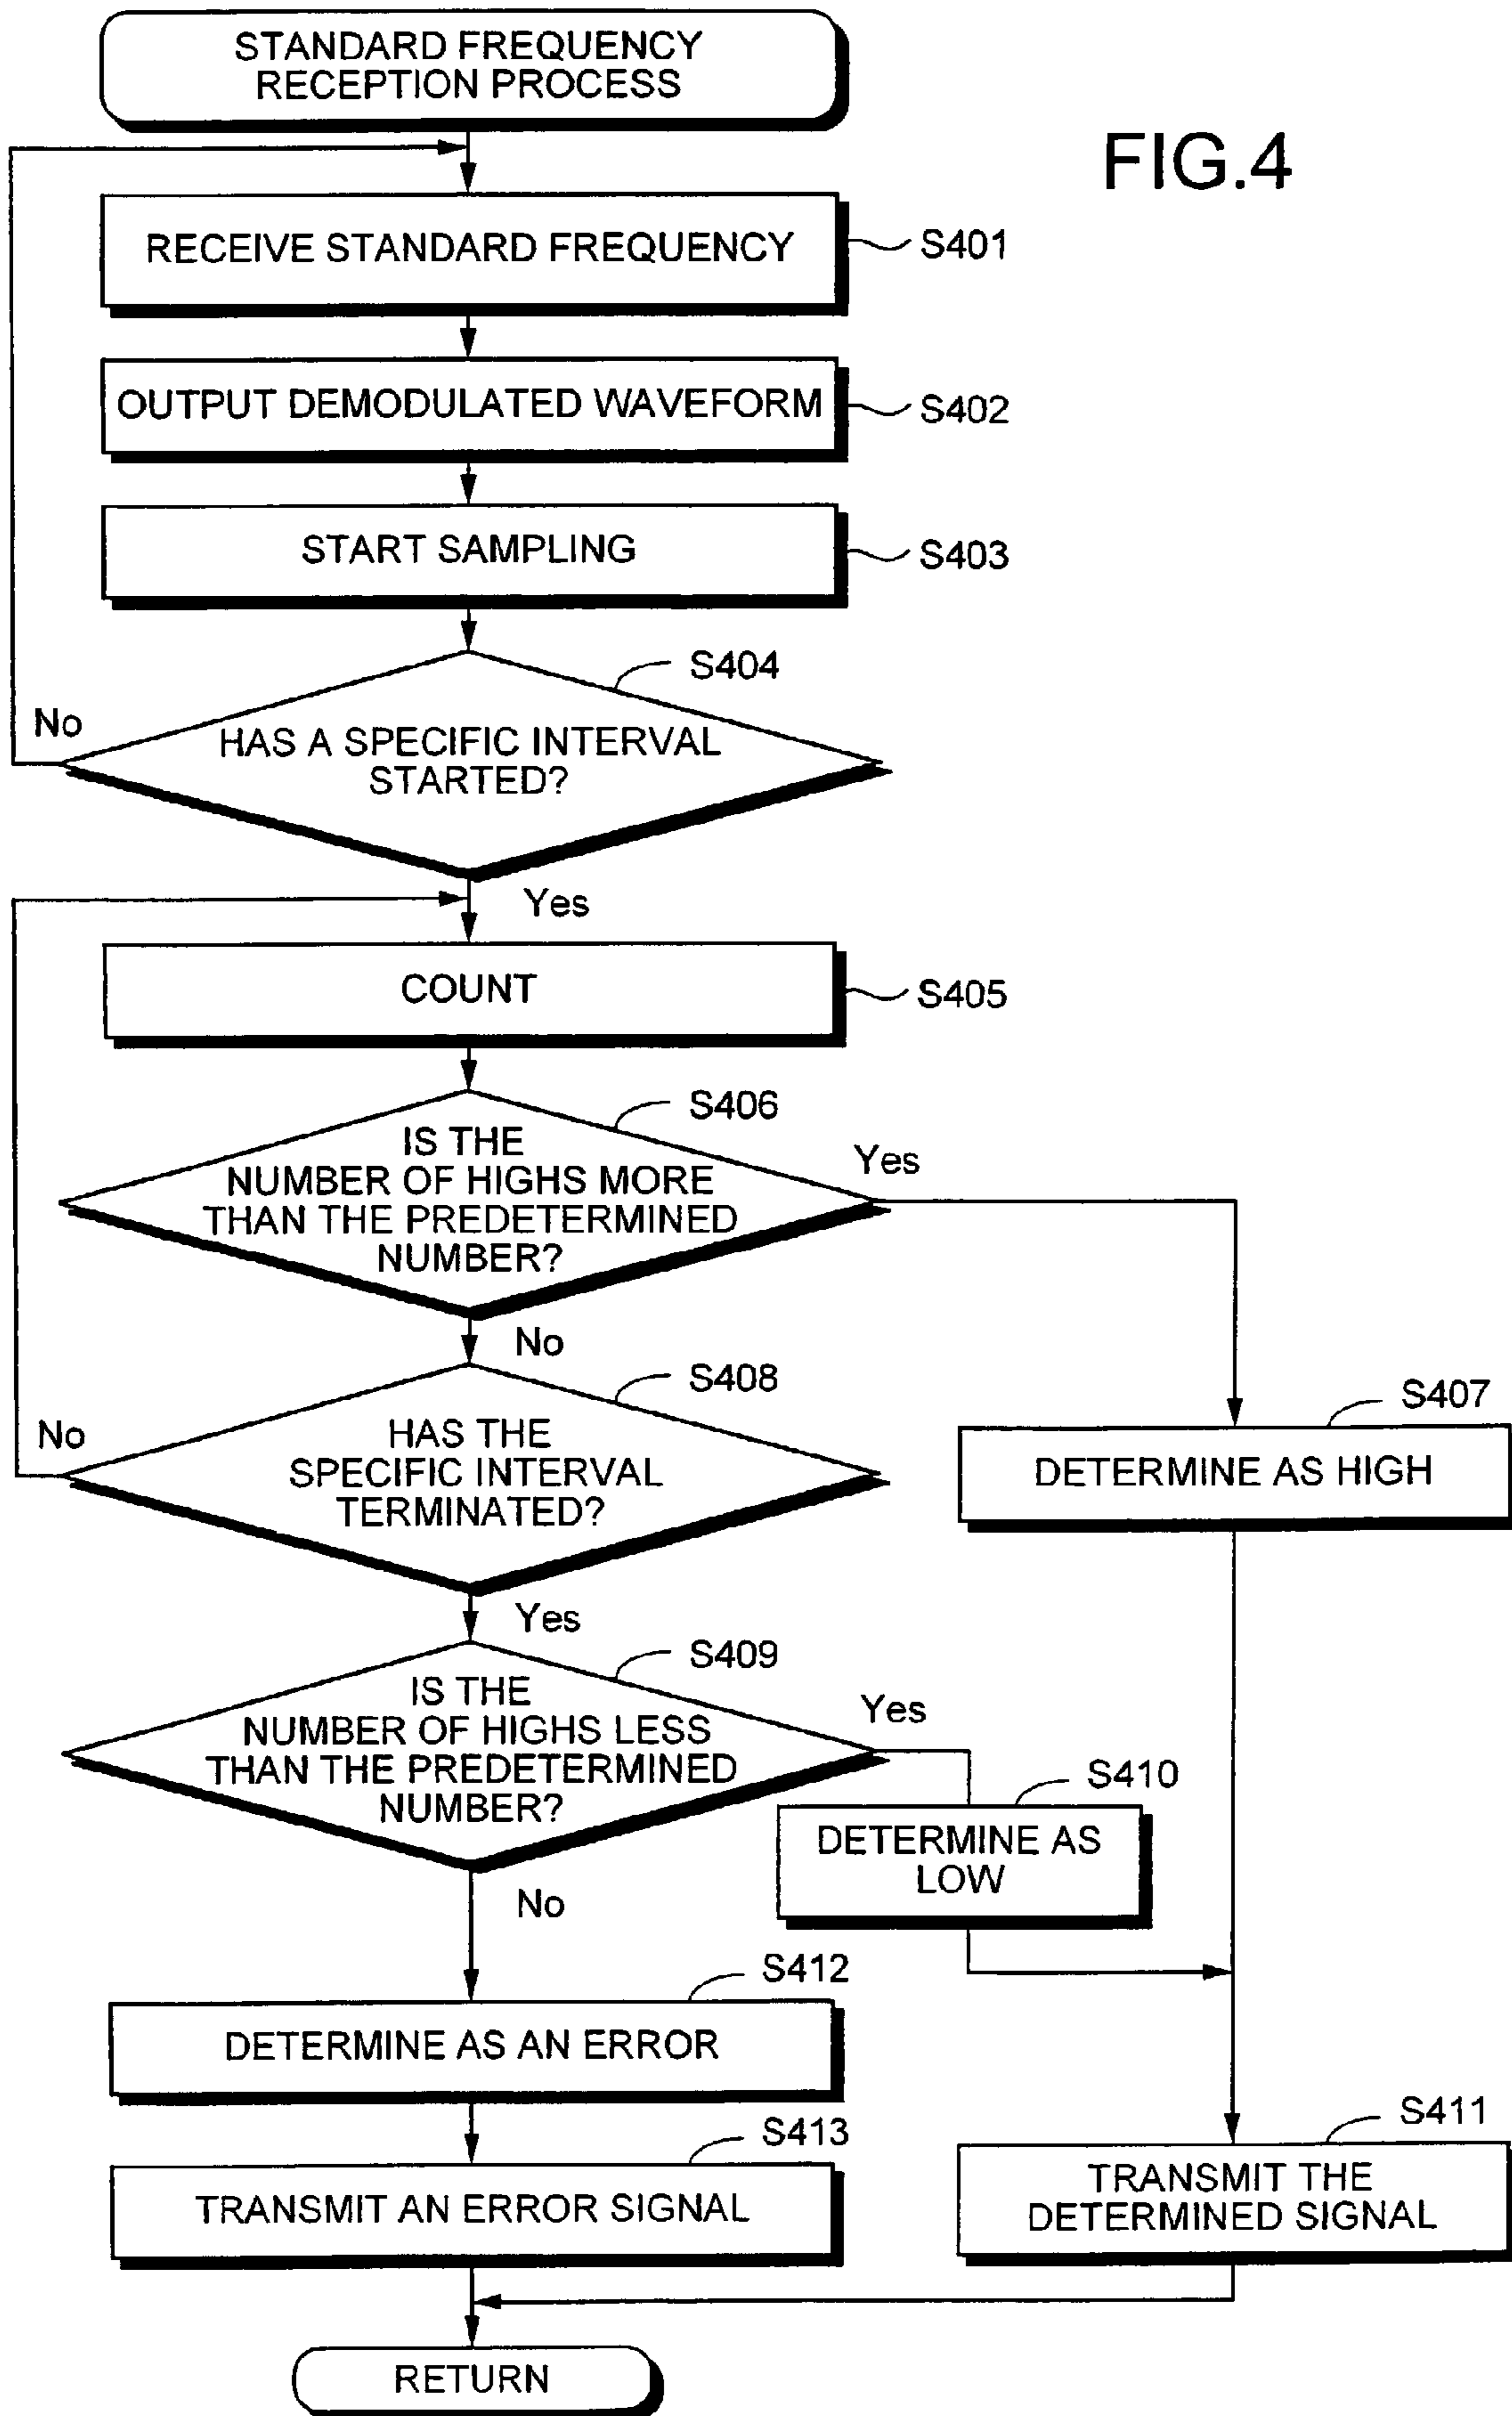 STANDARD FREQUENCY
RECEPTION PROCESS
FIG.4
RECEIVE STANDARD FREQUENCY
S401
OUTPUT DEMODULATED WAVEFORM
S402
START SAMPLING
S403
S404
No
HAS A SPECIFIC INTERVAL
STARTED?
Yes
COUNT
S405
S406
IS THE
NUMBER OF HIGHS MORE
THAN THE PREDETERMINED
NUMBER?
Yes
No
S408
S407
No
HAS THE
SPECIFIC INTERVAL
TERMINATED?
DETERMINE AS HIGH
Yes
S409
IS THE
NUMBER OF HIGHS LESS
THAN THE PREDETERMINED
NUMBER?
Yes
S410
DETERMINE AS
LOW
No
S412
DETERMINE AS AN ERROR
S413
S411
TRANSMIT AN ERROR SIGNAL
TRANSMIT THE
DETERMINED SIGNAL
RETURN